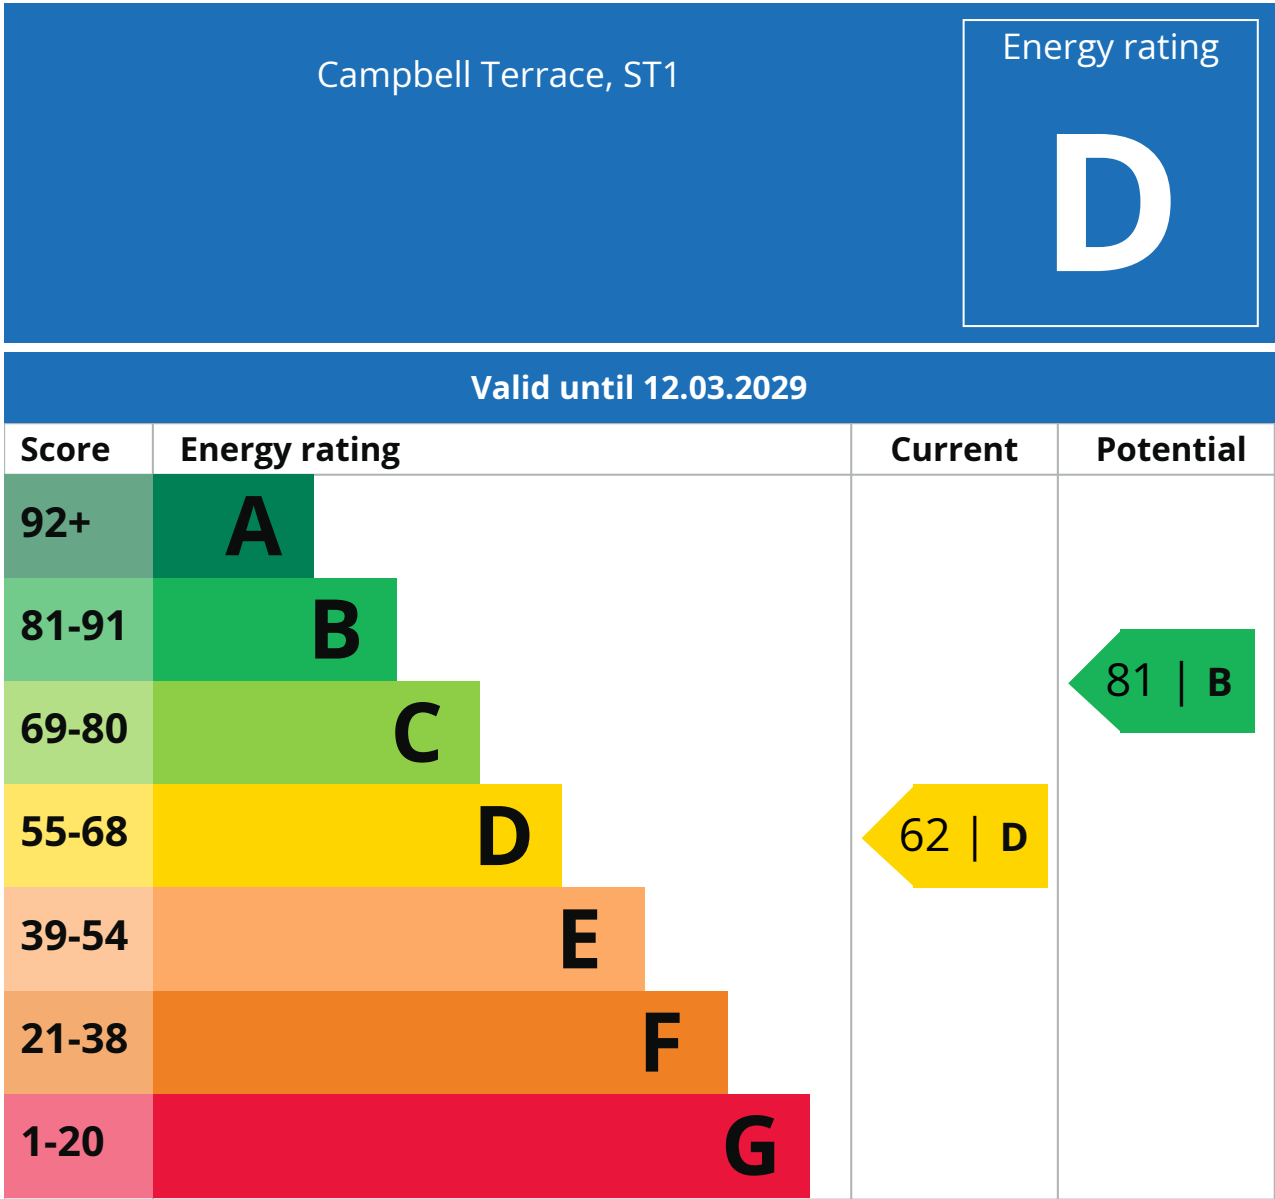 Campbell Terrace, ST1
Energy rating
D
Valid until 12.03.2029
Score Energy rating Current Potential
92+ A
81-91 B
81 | B
69-80 C
55-68 D 62 | D
39-54 E
21-38 F
1-20 G